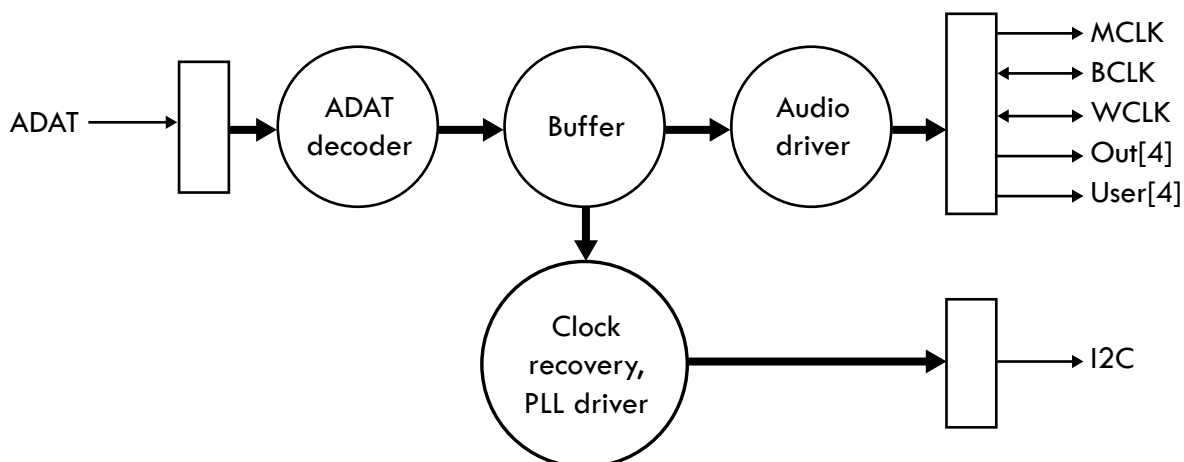 ADAT
ADAT
decoder
Buffer
Audio
driver
MCLK
BCLK
WCLK
Out[4]
User[4]
Clock
recovery,
PLL driver
I2C